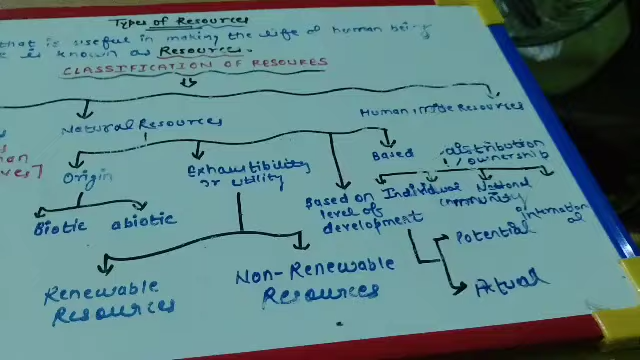 Types of Resources
that is useful in making the life of human being
e is known as Resources.
CLASSIFICATION OF RESOURES
Natural Resources
Human made Resources
Origin
Exhaustibility
or utility
Based
distribution
/ ownership
Biotic abiotic
Based on
level of
development
Individual
National
Community
international
Potential
Renewable
Resources
Non-Renewable
Resources